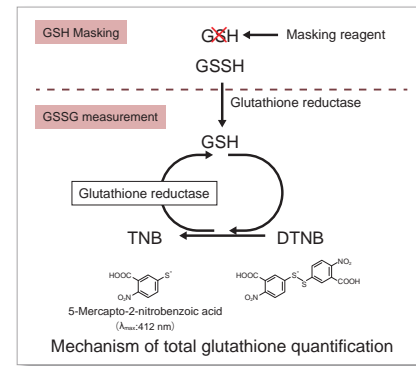 GSH Masking
GSH
Masking reagent
GSSH
Glutathione reductase
GSSG measurement
GSH
Glutathione reductase
TNB
DTNB
HOOC
S-
O₂N
HOOC
O₂N
S-
S
NO₂
COOH
5-Mercapto-2-nitrobenzoic acid
(λmax:412 nm)
Mechanism of total glutathione quantification